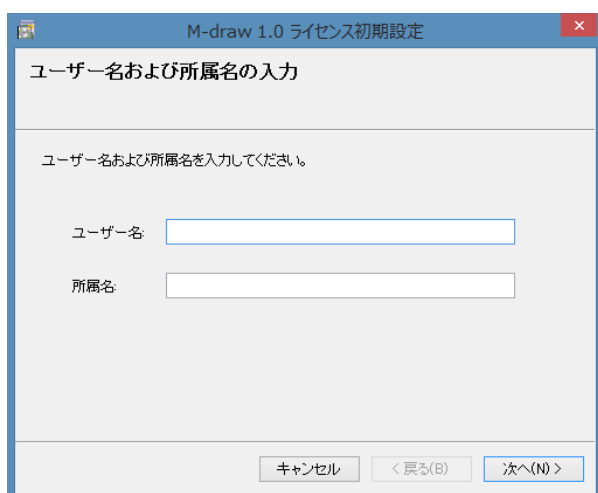 M-draw 1.0 ライセンス初期設定
ユーザー名および所属名の入力
ユーザー名および所属名を入力してください。
ユーザー名:
所属名:
キャンセル < 戻る(B) 次へ(N) >